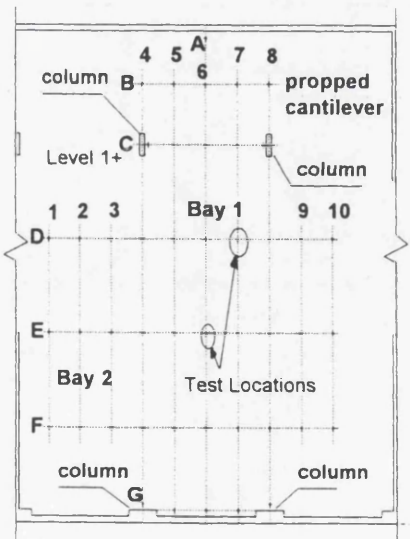 A
4 5 6 7 8
column
B
propped
cantilever
C
Level 1+
column
1 2 3 Bay 1 9 10
D
E
Bay 2
Test Locations
F
column
G
column